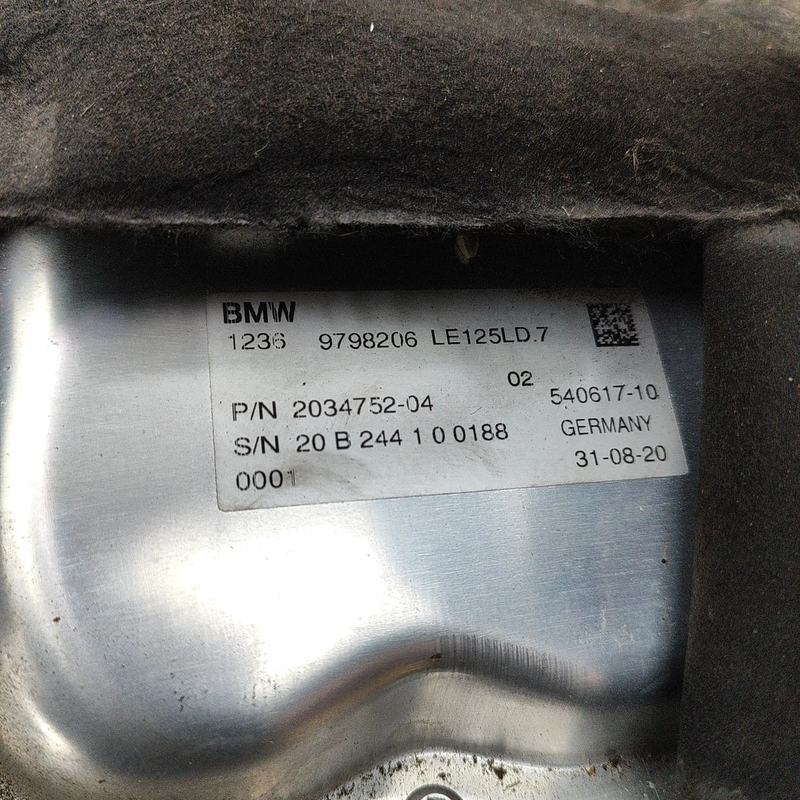 BMW
1236 9798206 LE125LD.7
02
P/N 2034752-04 540617-10
S/N 20 B 244 1 0 0188 GERMANY
0001 31-08-20